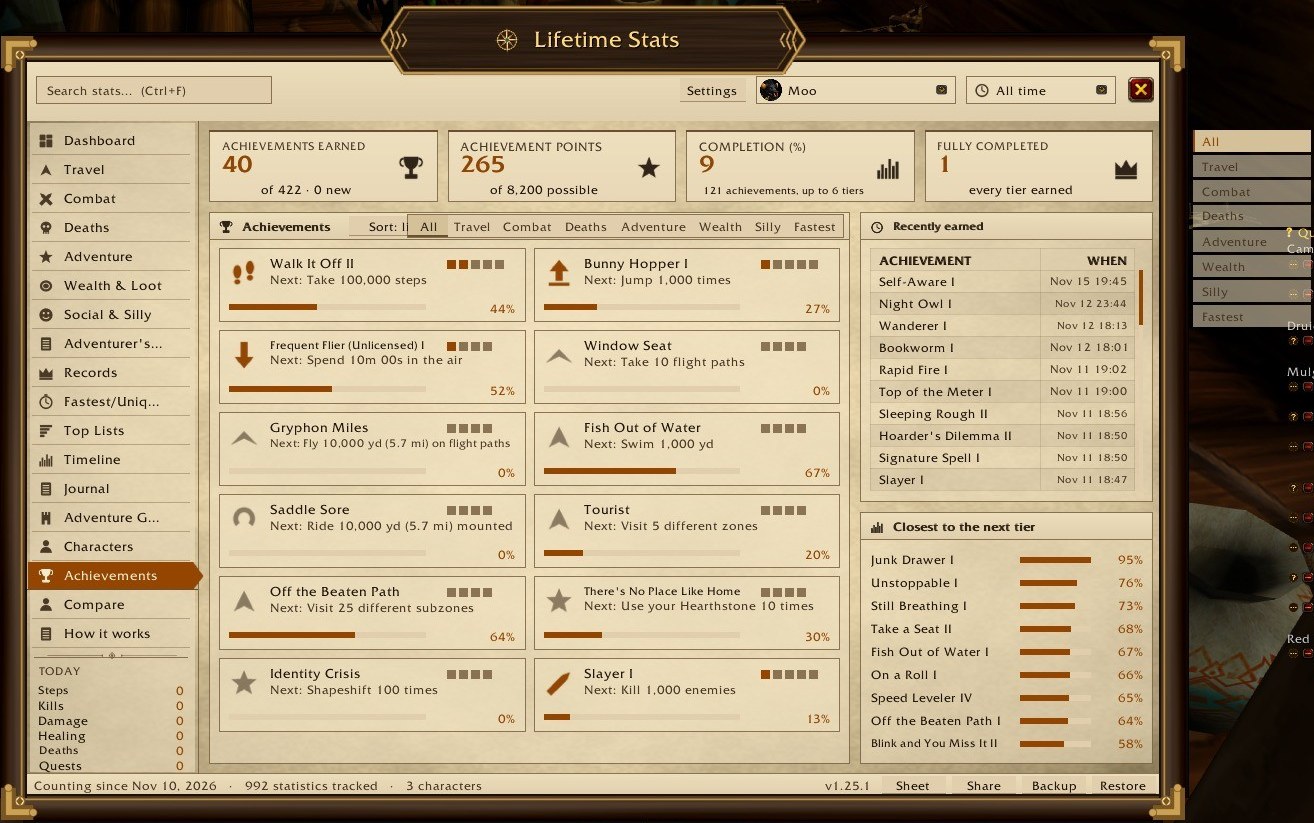 Lifetime Stats
Search stats... (Ctrl+F)
Settings
Moo
All time
Dashboard
Travel
Combat
Deaths
Adventure
Wealth & Loot
Social & Silly
Adventurer's...
Records
Fastest/Uniq...
Top Lists
Timeline
Journal
Adventure G...
Characters
Achievements
Compare
How it works
TODAY
Steps 0
Kills 0
Damage 0
Healing 0
Deaths 0
Quests 0
ACHIEVEMENTS EARNED
40
of 422 · 0 new
ACHIEVEMENT POINTS
265
of 8,200 possible
COMPLETION (%)
9
121 achievements, up to 6 tiers
FULLY COMPLETED
1
every tier earned
Achievements
Sort: li
All Travel Combat Deaths Adventure Wealth Silly Fastest
Walk It Off II
Next: Take 100,000 steps
44%
Bunny Hopper I
Next: Jump 1,000 times
27%
Frequent Flier (Unlicensed) I
Next: Spend 10m 00s in the air
52%
Window Seat
Next: Take 10 flight paths
0%
Gryphon Miles
Next: Fly 10,000 yd (5.7 mi) on flight paths
0%
Fish Out of Water
Next: Swim 1,000 yd
67%
Saddle Sore
Next: Ride 10,000 yd (5.7 mi) mounted
0%
Tourist
Next: Visit 5 different zones
20%
Off the Beaten Path
Next: Visit 25 different subzones
64%
There's No Place Like Home
Next: Use your Hearthstone 10 times
30%
Identity Crisis
Next: Shapeshift 100 times
0%
Slayer I
Next: Kill 1,000 enemies
13%
Recently earned
ACHIEVEMENT WHEN
Self-Aware I Nov 15 19:45
Night Owl I Nov 12 23:44
Wanderer I Nov 12 18:13
Bookworm I Nov 12 18:01
Rapid Fire I Nov 11 19:02
Top of the Meter I Nov 11 19:00
Sleeping Rough II Nov 11 18:56
Hoarder's Dilemma II Nov 11 18:50
Signature Spell I Nov 11 18:50
Slayer I Nov 11 18:47
Closest to the next tier
Junk Drawer I 95%
Unstoppable I 76%
Still Breathing I 73%
Take a Seat II 68%
Fish Out of Water I 67%
On a Roll I 66%
Speed Leveler IV 65%
Off the Beaten Path I 64%
Blink and You Miss It II 58%
Counting since Nov 10, 2026 · 992 statistics tracked · 3 characters
v1.25.1
Sheet
Share
Backup
Restore
All
Travel
Combat
Deaths
Adventure
Wealth
Silly
Fastest
? Qu
Cam
Drui
Mulg
Red